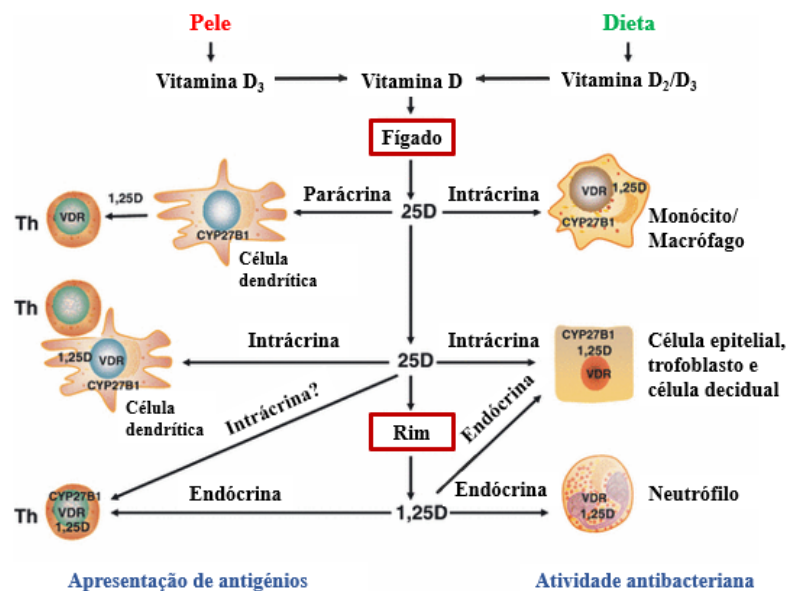 Pele
Dieta
Vitamina D₃
Vitamina D
Vitamina D₂/D₃
Fígado
1,25D
Th
VDR
CYP27B1
Célula
dendrítica
Parácrina
25D
Intrácrina
VDR
1,25D
CYP27B1
Monócito/
Macrófago
Th
1,25D
VDR
CYP27B1
Célula
dendrítica
Intrácrina
25D
Intrácrina
CYP27B1
1,25D
VDR
Célula epitelial,
trofoblasto e
célula decidual
Intrácrina?
Rim
Endócrina
Th
CYP27B1
VDR
1,25D
Endócrina
1,25D
Endócrina
VDR
1,25D
Neutrófilo
Apresentação de antigénios
Atividade antibacteriana